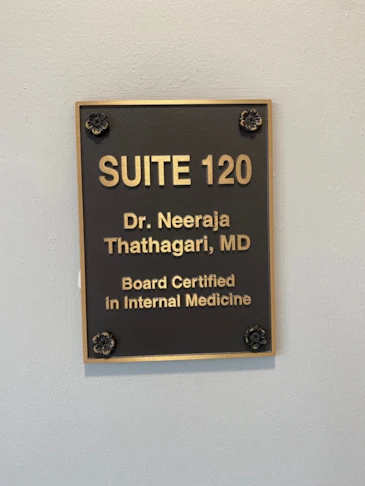 SUITE 120
Dr. Neeraja
Thathagari, MD
Board Certified
in Internal Medicine